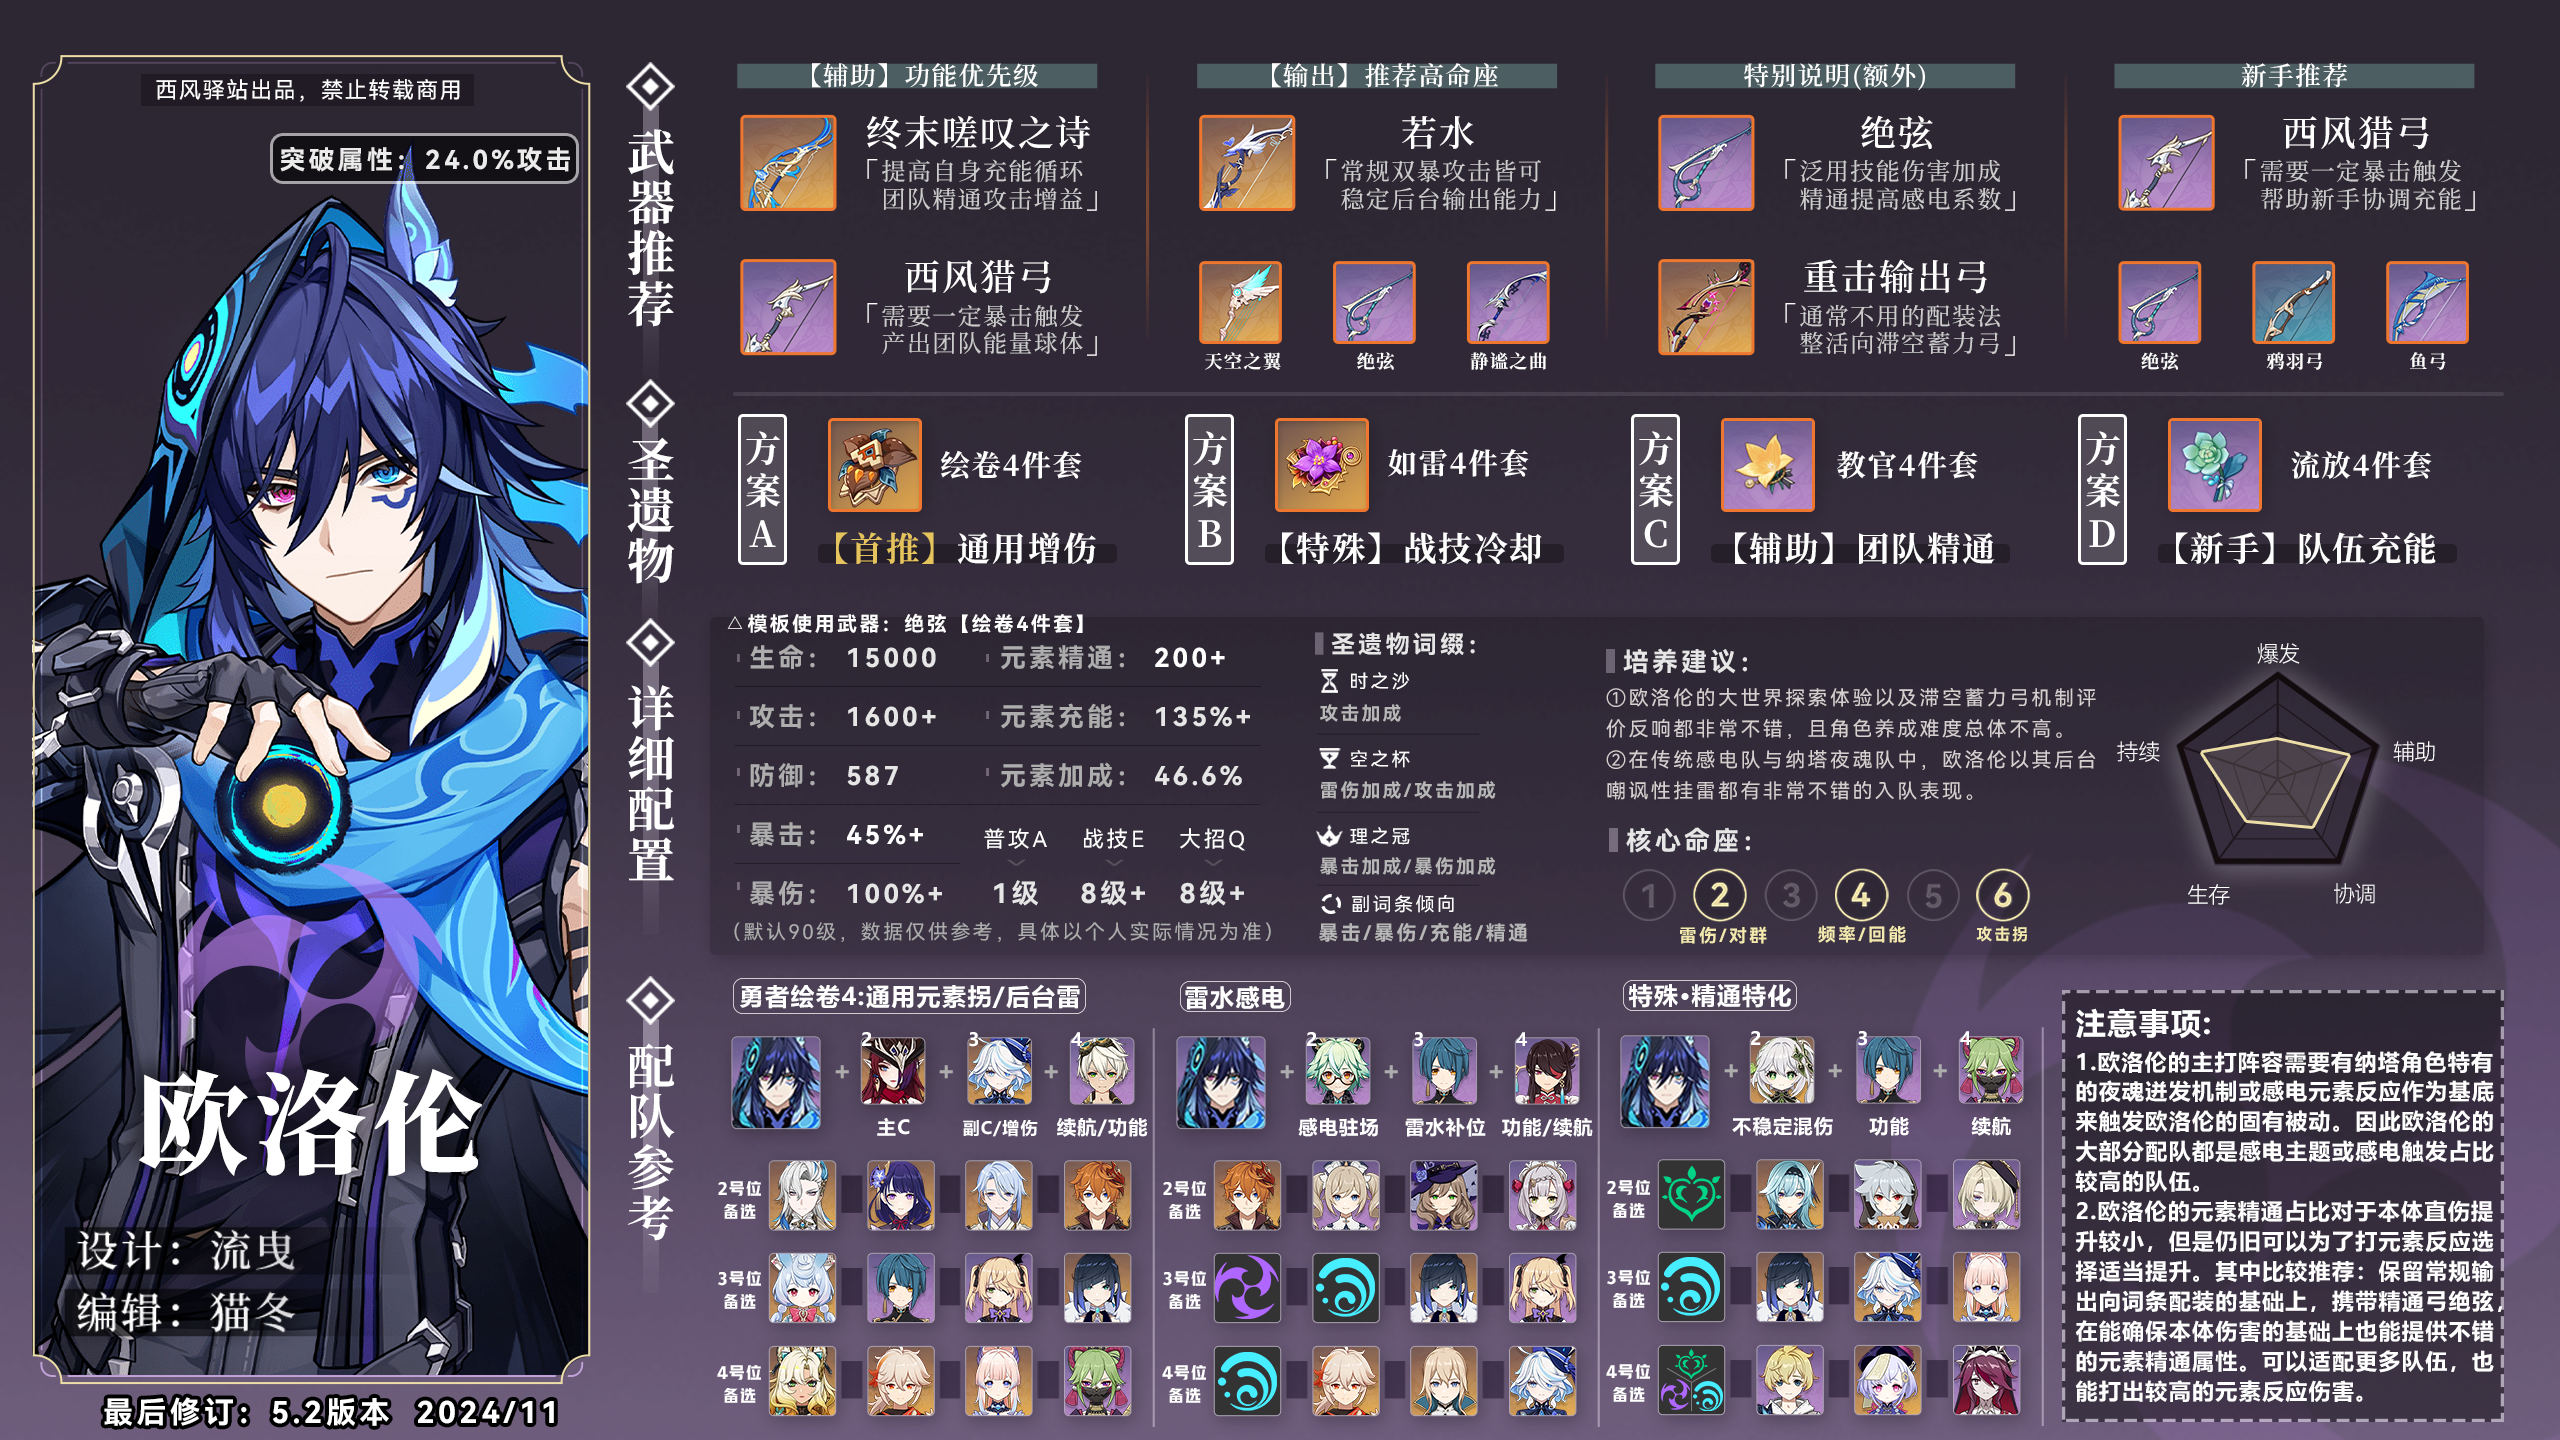 西风驿站出品，禁止转载商用
突破属性：24.0%攻击
欧洛伦
设计：流曳
编辑：猫冬
最后修订：5.2版本 2024/11
武器推荐
【辅助】功能优先级
终末嗟叹之诗
「提高自身充能循环
团队精通攻击增益」
西风猎弓
「需要一定暴击触发
产出团队能量球体」
【输出】推荐高命座
若水
「常规双暴攻击皆可
稳定后台输出能力」
天空之翼
绝弦
静谧之曲
特别说明(额外)
绝弦
「泛用技能伤害加成
精通提高感电系数」
重击输出弓
「通常不用的配装法
整活向滞空蓄力弓」
新手推荐
西风猎弓
「需要一定暴击触发
帮助新手协调充能」
绝弦
鸦羽弓
鱼弓
圣遗物
方案A
绘卷4件套
【首推】通用增伤
方案B
如雷4件套
【特殊】战技冷却
方案C
教官4件套
【辅助】团队精通
方案D
流放4件套
【新手】队伍充能
详细配置
△模板使用武器：绝弦【绘卷4件套】
生命：15000
元素精通：200+
攻击：1600+
元素充能：135%+
防御：587
元素加成：46.6%
暴击：45%+
普攻A 战技E 大招Q
暴伤：100%+
1级 8级+ 8级+
(默认90级，数据仅供参考，具体以个人实际情况为准)
圣遗物词缀：
时之沙
攻击加成
空之杯
雷伤加成/攻击加成
理之冠
暴击加成/暴伤加成
副词条倾向
暴击/暴伤/充能/精通
培养建议：
①欧洛伦的大世界探索体验以及滞空蓄力弓机制评
价反响都非常不错，且角色养成难度总体不高。
②在传统感电队与纳塔夜魂队中，欧洛伦以其后台
嘲讽性挂雷都有非常不错的入队表现。
核心命座：
1 2 3 4 5 6
雷伤/对群
频率/回能
攻击拐
爆发
持续
辅助
生存
协调
配队参考
勇者绘卷4:通用元素拐/后台雷
+ 2 + 3 + 4
主C
副C/增伤
续航/功能
2号位
备选
3号位
备选
4号位
备选
雷水感电
+ 2 + 3 + 4
感电驻场
雷水补位
功能/续航
2号位
备选
3号位
备选
4号位
备选
特殊•精通特化
+ 2 + 3 + 4
不稳定混伤
功能
续航
2号位
备选
3号位
备选
4号位
备选
注意事项:
1.欧洛伦的主打阵容需要有纳塔角色特有
的夜魂迸发机制或感电元素反应作为基底
来触发欧洛伦的固有被动。因此欧洛伦的
大部分配队都是感电主题或感电触发占比
较高的队伍。
2.欧洛伦的元素精通占比对于本体直伤提
升较小，但是仍旧可以为了打元素反应选
择适当提升。其中比较推荐：保留常规输
出向词条配装的基础上，携带精通弓绝弦，
在能确保本体伤害的基础上也能提供不错
的元素精通属性。可以适配更多队伍，也
能打出较高的元素反应伤害。